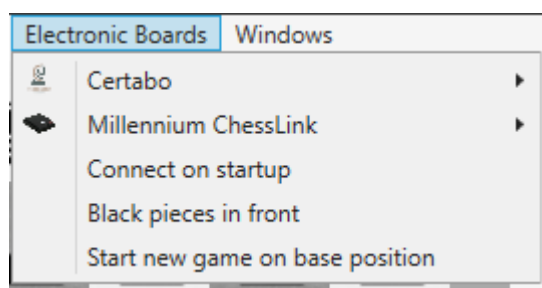 Electronic Boards Windows
Certabo
Millennium ChessLink
Connect on startup
Black pieces in front
Start new game on base position